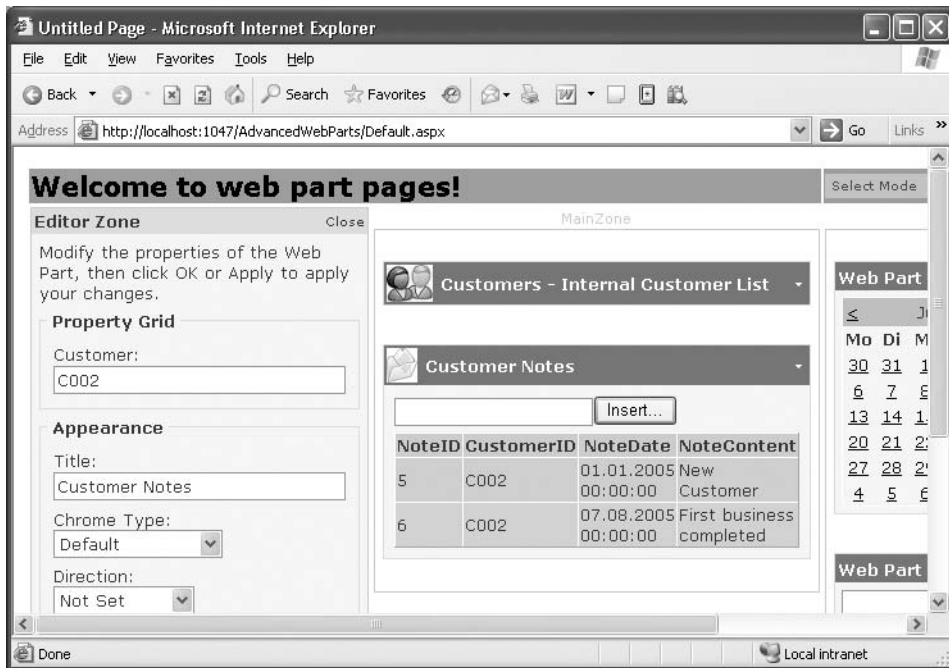 Untitled Page - Microsoft Internet Explorer
File Edit View Favorites Tools Help
Back Search Favorites
Address http://localhost:1047/AdvancedWebParts/Default.aspx Go Links »
Welcome to web part pages!
Select Mode
Editor Zone Close
Modify the properties of the Web
Part, then click OK or Apply to apply
your changes.
Property Grid
Customer:
C002
Appearance
Title:
Customer Notes
Chrome Type:
Default
Direction:
Not Set
MainZone
Customers - Internal Customer List
Customer Notes
Insert...
NoteID CustomerID NoteDate NoteContent
5 C002 01.01.2005 New
00:00:00 Customer
6 C002 07.08.2005 First business
00:00:00 completed
Web Part
<
Mo Di M
30 31 1
6 7
13 14
20 21
27 28
4 5
Web Part
Done Local intranet